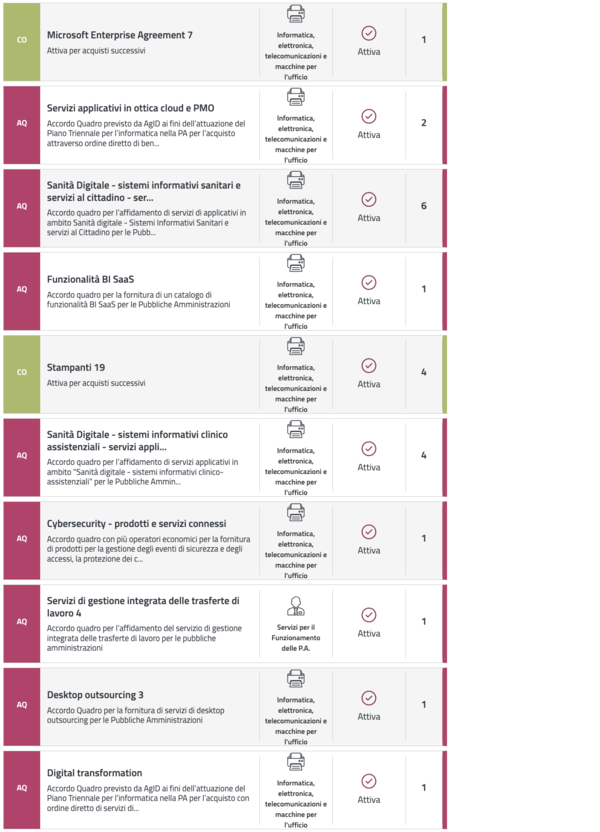 CO
Microsoft Enterprise Agreement 7
Attiva per acquisti successivi
Informatica,
elettronica,
telecomunicazioni e
macchine per
l'ufficio
Attiva
1
AQ
Servizi applicativi in ottica cloud e PMO
Accordo Quadro previsto da AgID ai fini dell'attuazione del
Piano Triennale per l'informatica nella PA per l'acquisto
attraverso ordine diretto di ben...
Informatica,
elettronica,
telecomunicazioni e
macchine per
l'ufficio
Attiva
2
AQ
Sanità Digitale - sistemi informativi sanitari e
servizi al cittadino - ser...
Accordo quadro per l'affidamento di servizi di applicativi in
ambito Sanità digitale - Sistemi Informativi Sanitari e
servizi al Cittadino per le Pubb...
Informatica,
elettronica,
telecomunicazioni e
macchine per
l'ufficio
Attiva
6
AQ
Funzionalità BI SaaS
Accordo quadro per la fornitura di un catalogo di
funzionalità BI SaaS per le Pubbliche Amministrazioni
Informatica,
elettronica,
telecomunicazioni e
macchine per
l'ufficio
Attiva
1
CO
Stampanti 19
Attiva per acquisti successivi
Informatica,
elettronica,
telecomunicazioni e
macchine per
l'ufficio
Attiva
4
AQ
Sanità Digitale - sistemi informativi clinico
assistenziali - servizi appli...
Accordo quadro per l'affidamento di servizi applicativi in
ambito "Sanità digitale - sistemi informativi clinico-
assistenziali" per le Pubbliche Ammin...
Informatica,
elettronica,
telecomunicazioni e
macchine per
l'ufficio
Attiva
4
AQ
Cybersecurity - prodotti e servizi connessi
Accordo quadro con più operatori economici per la fornitura
di prodotti per la gestione degli eventi di sicurezza e degli
accessi, la protezione dei c...
Informatica,
elettronica,
telecomunicazioni e
macchine per
l'ufficio
Attiva
1
AQ
Servizi di gestione integrata delle trasferte di
lavoro 4
Accordo quadro per l'affidamento del servizio di gestione
integrata delle trasferte di lavoro per le pubbliche
amministrazioni
Servizi per il
Funzionamento
delle P.A.
Attiva
1
AQ
Desktop outsourcing 3
Accordo Quadro per la fornitura di servizi di desktop
outsourcing per le Pubbliche Amministrazioni
Informatica,
elettronica,
telecomunicazioni e
macchine per
l'ufficio
Attiva
1
AQ
Digital transformation
Accordo Quadro previsto da AgID ai fini dell'attuazione del
Piano Triennale per l'informatica nella PA per l'acquisto con
ordine diretto di servizi di...
Informatica,
elettronica,
telecomunicazioni e
macchine per
l'ufficio
Attiva
1